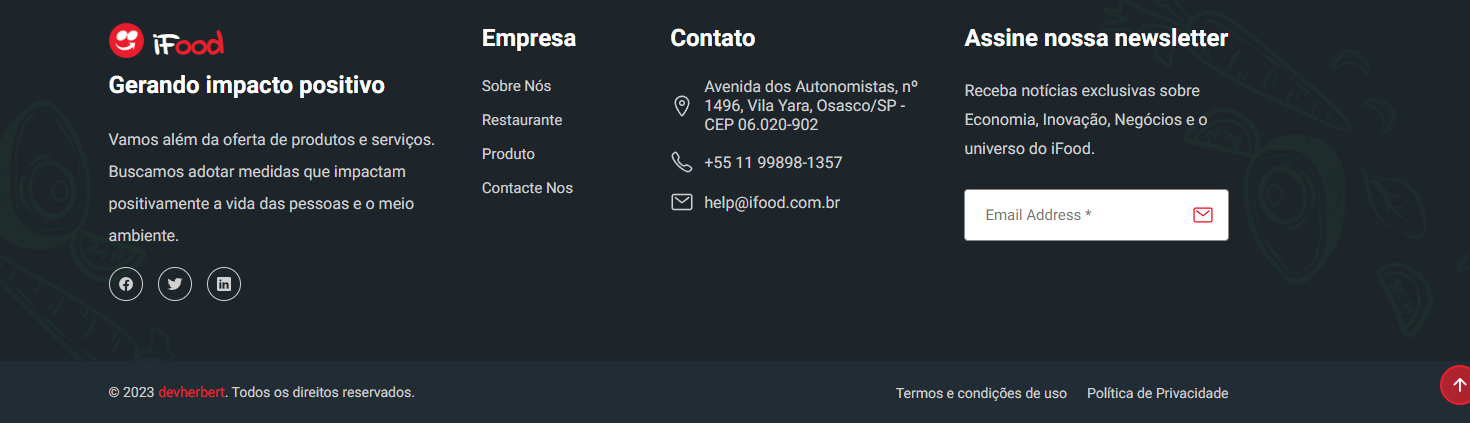 iFood
Gerando impacto positivo
Vamos além da oferta de produtos e serviços.
Buscamos adotar medidas que impactam
positivamente a vida das pessoas e o meio
ambiente.
Empresa
Sobre Nós
Restaurante
Produto
Contacte Nos
Contato
Avenida dos Autonomistas, nº
1496, Vila Yara, Osasco/SP -
CEP 06.020-902
+55 11 99898-1357
help@ifood.com.br
Assine nossa newsletter
Receba notícias exclusivas sobre
Economia, Inovação, Negócios e o
universo do iFood.
Email Address *
© 2023 devherbert. Todos os direitos reservados.
Termos e condições de uso
Política de Privacidade